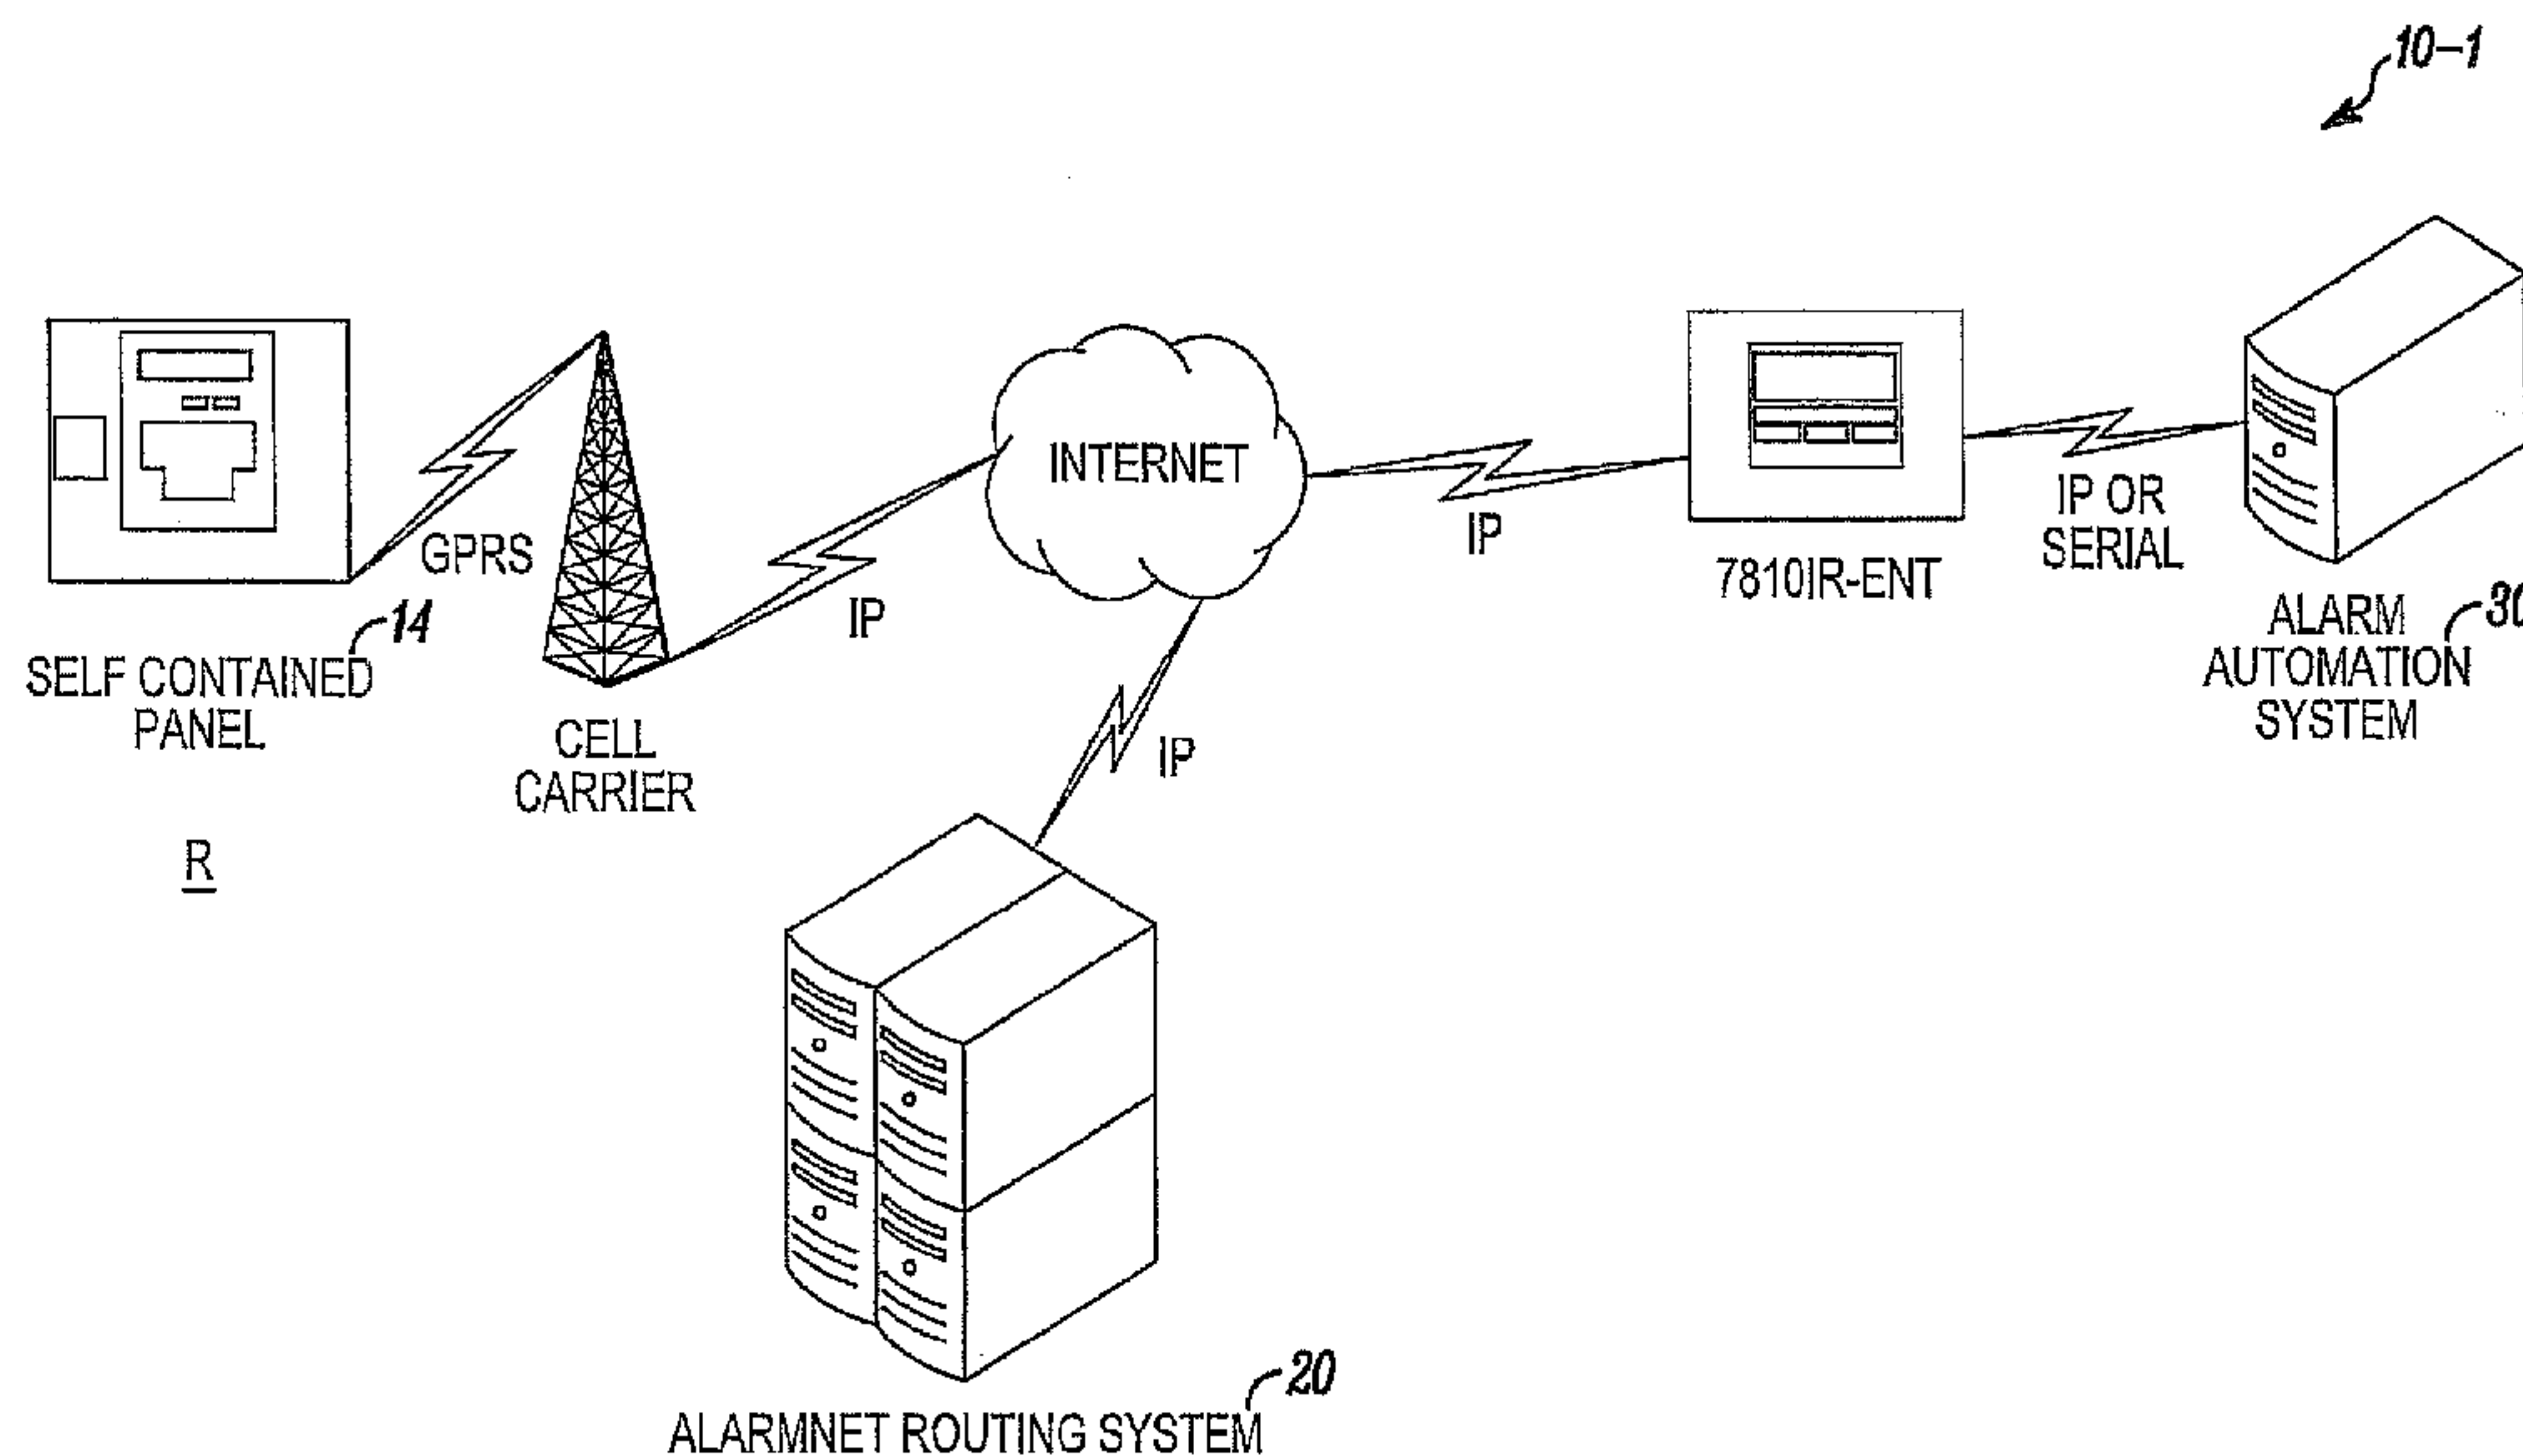 10-1
INTERNET
GPRS
IP
IP
7810IR-ENT
IP OR
SERIAL
14
SELF CONTAINED
PANEL
CELL
CARRIER
IP
30
ALARM
AUTOMATION
SYSTEM
R
20
ALARMNET ROUTING SYSTEM